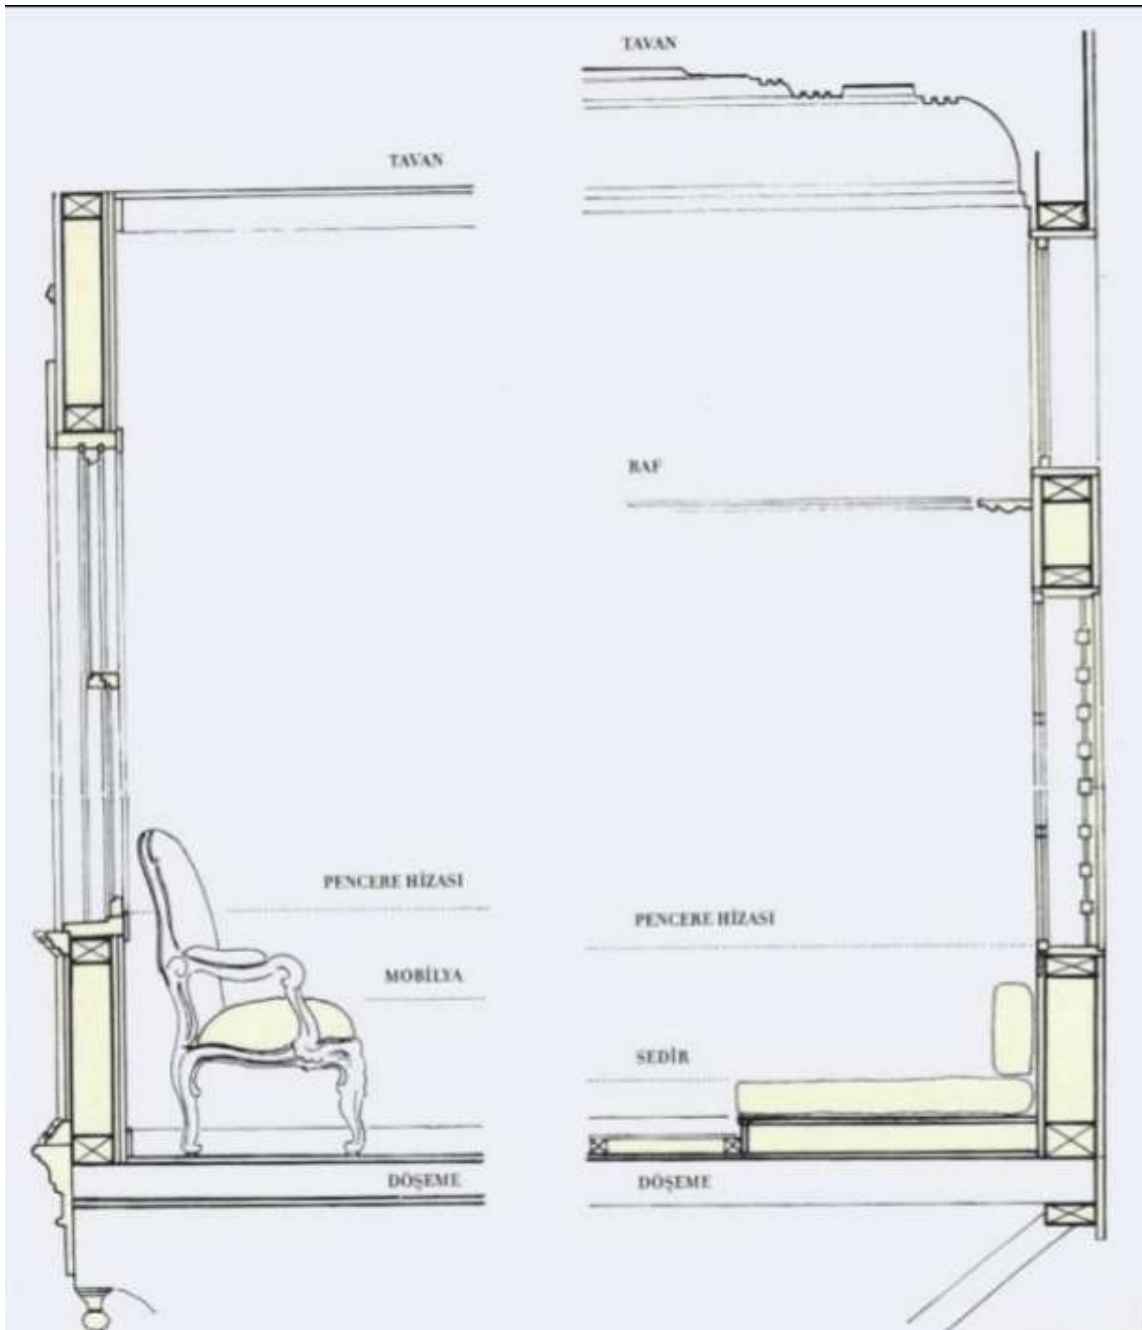 TAVAN
TAVAN
RAF
PENCERE HİZASI
PENCERE HİZASI
MOBİLYA
SEDİR
DÖŞEME
DÖŞEME